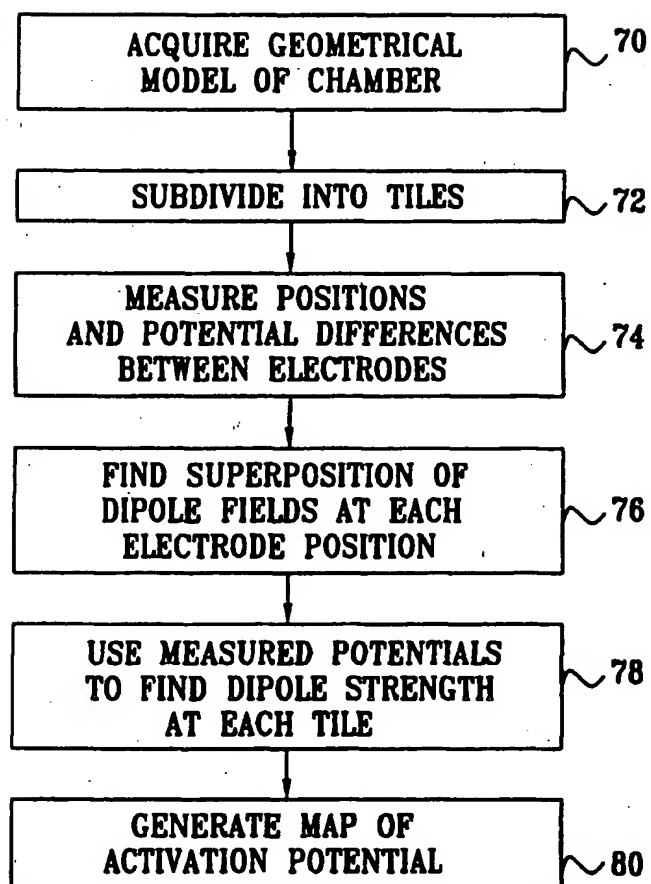 ACQUIRE GEOMETRICAL
MODEL OF CHAMBER
70
SUBDIVIDE INTO TILES
72
MEASURE POSITIONS
AND POTENTIAL DIFFERENCES
BETWEEN ELECTRODES
74
FIND SUPERPOSITION OF
DIPOLE FIELDS AT EACH
ELECTRODE POSITION
76
USE MEASURED POTENTIALS
TO FIND DIPOLE STRENGTH
AT EACH TILE
78
GENERATE MAP OF
ACTIVATION POTENTIAL
80